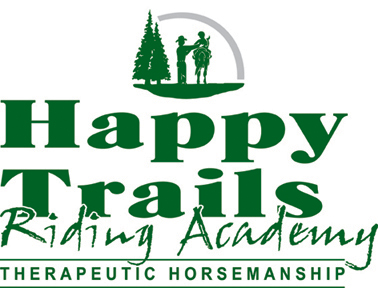 Happy
Trails
Riding Academy
THERAPEUTIC HORSEMANSHIP